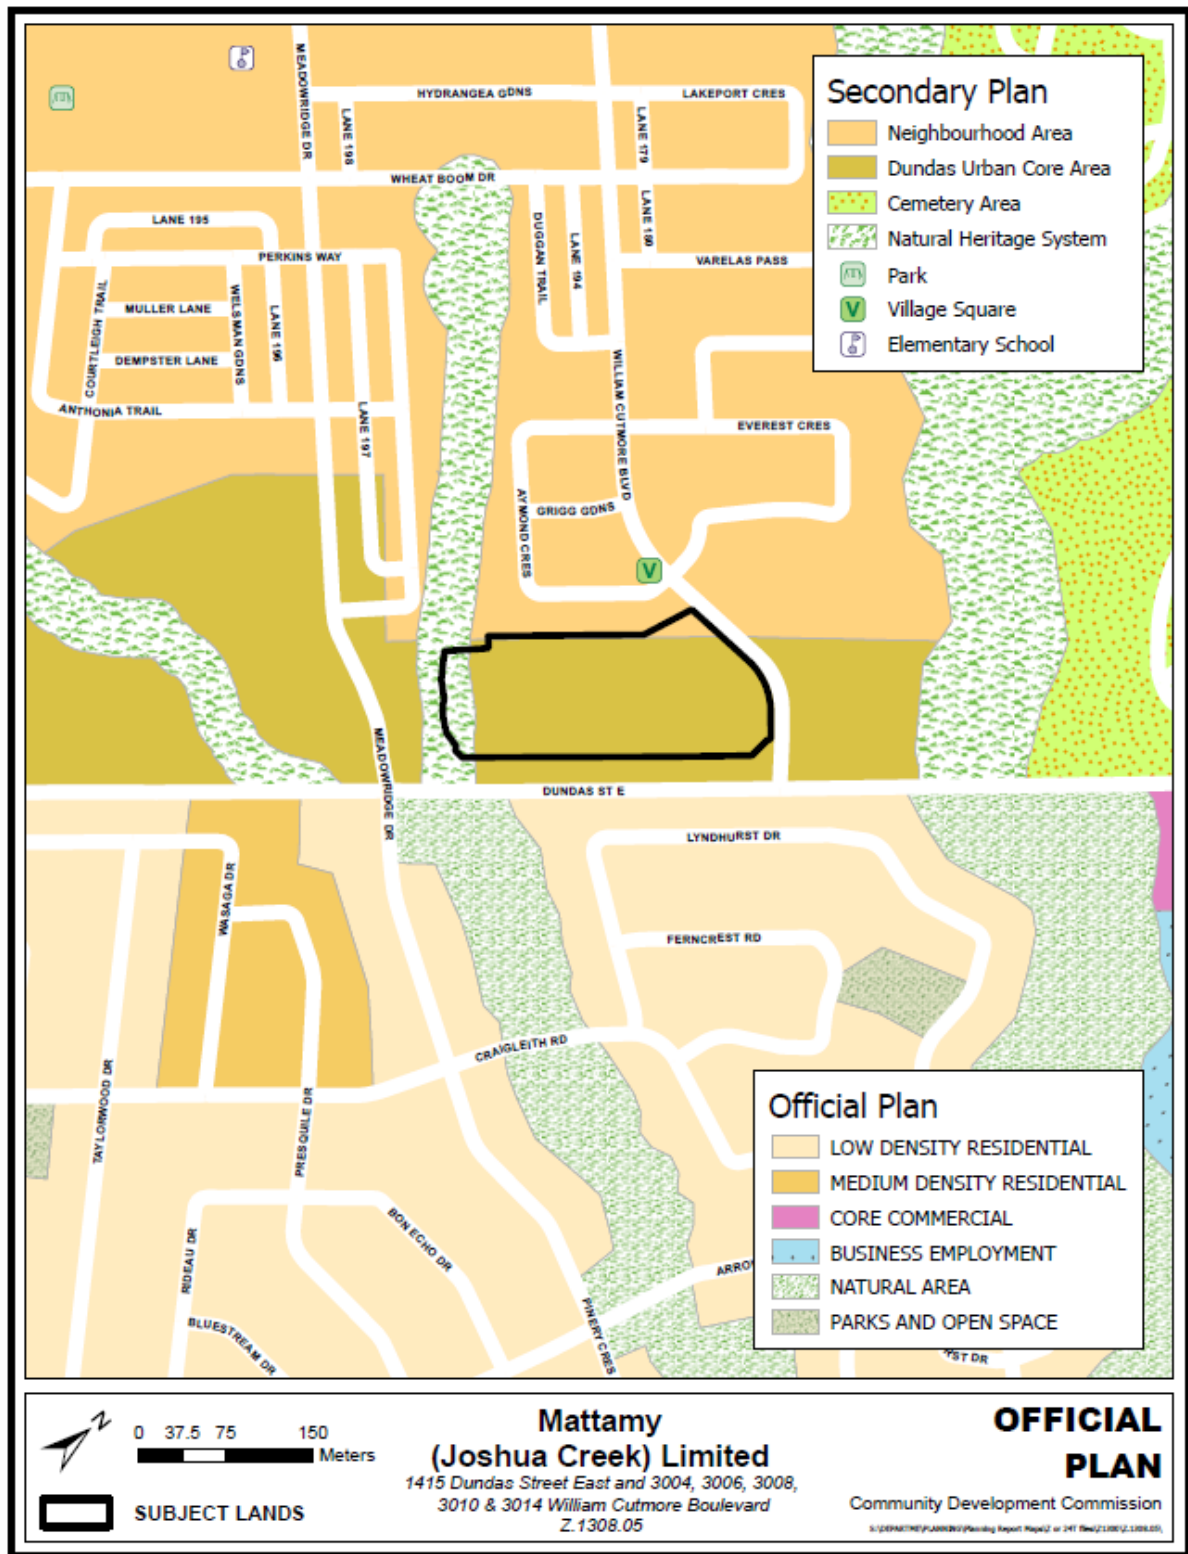 MEADOWRIDGE DR
HYDRANGEA GDNS
LAKEPORT CRES
LANE 198
LANE 179
WHEAT BOOM DR
LANE 195
DUGGAN TRAIL
LANE 194
PERKINS WAY
VARELAS PASS
COURTLEIGH TRAIL
MULLER LANE
WELSMAN GDNS
LANE 196
DEMPSTER LANE
ANTHONIA TRAIL
LANE 197
WILLIAM CUTMORE BLVD
EVEREST CRES
AYMOND CRES
GRIGG GDNS
V
MEADOWRIDGE DR
DUNDAS ST E
Secondary Plan
Neighbourhood Area
Dundas Urban Core Area
Cemetery Area
Natural Heritage System
Park
V
Village Square
Elementary School
LYNDHURST DR
WASAGA DR
FERNCREST RD
CRAIGLEITH RD
TAYLORWOOD DR
PRESQUILE DR
RIDEAU DR
BON ECHO DR
BLUESTREAM DR
PINERY CRES
ARRO
RST DR
Official Plan
LOW DENSITY RESIDENTIAL
MEDIUM DENSITY RESIDENTIAL
CORE COMMERCIAL
BUSINESS EMPLOYMENT
NATURAL AREA
PARKS AND OPEN SPACE
N
0 37.5 75 150
Meters
SUBJECT LANDS
Mattamy
(Joshua Creek) Limited
1415 Dundas Street East and 3004, 3006, 3008,
3010 & 3014 William Cutmore Boulevard
Z.1308.05
OFFICIAL
PLAN
Community Development Commission